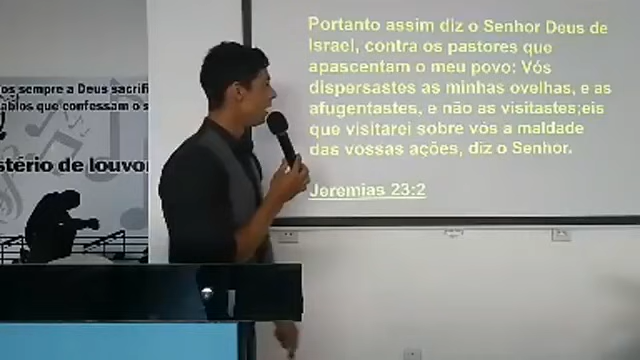 Portanto assim diz o Senhor Deus de
Israel, contra os pastores que
apascentam o meu povo: Vós
dispersastes as minhas ovelhas, e as
afugentastes, e não as visitastes;eis
que visitarei sobre vós a maldade
das vossas ações, diz o Senhor.
Jeremias 23:2
os sempre a Deus sacrifí
ábios que confessam o s
stério de louvor